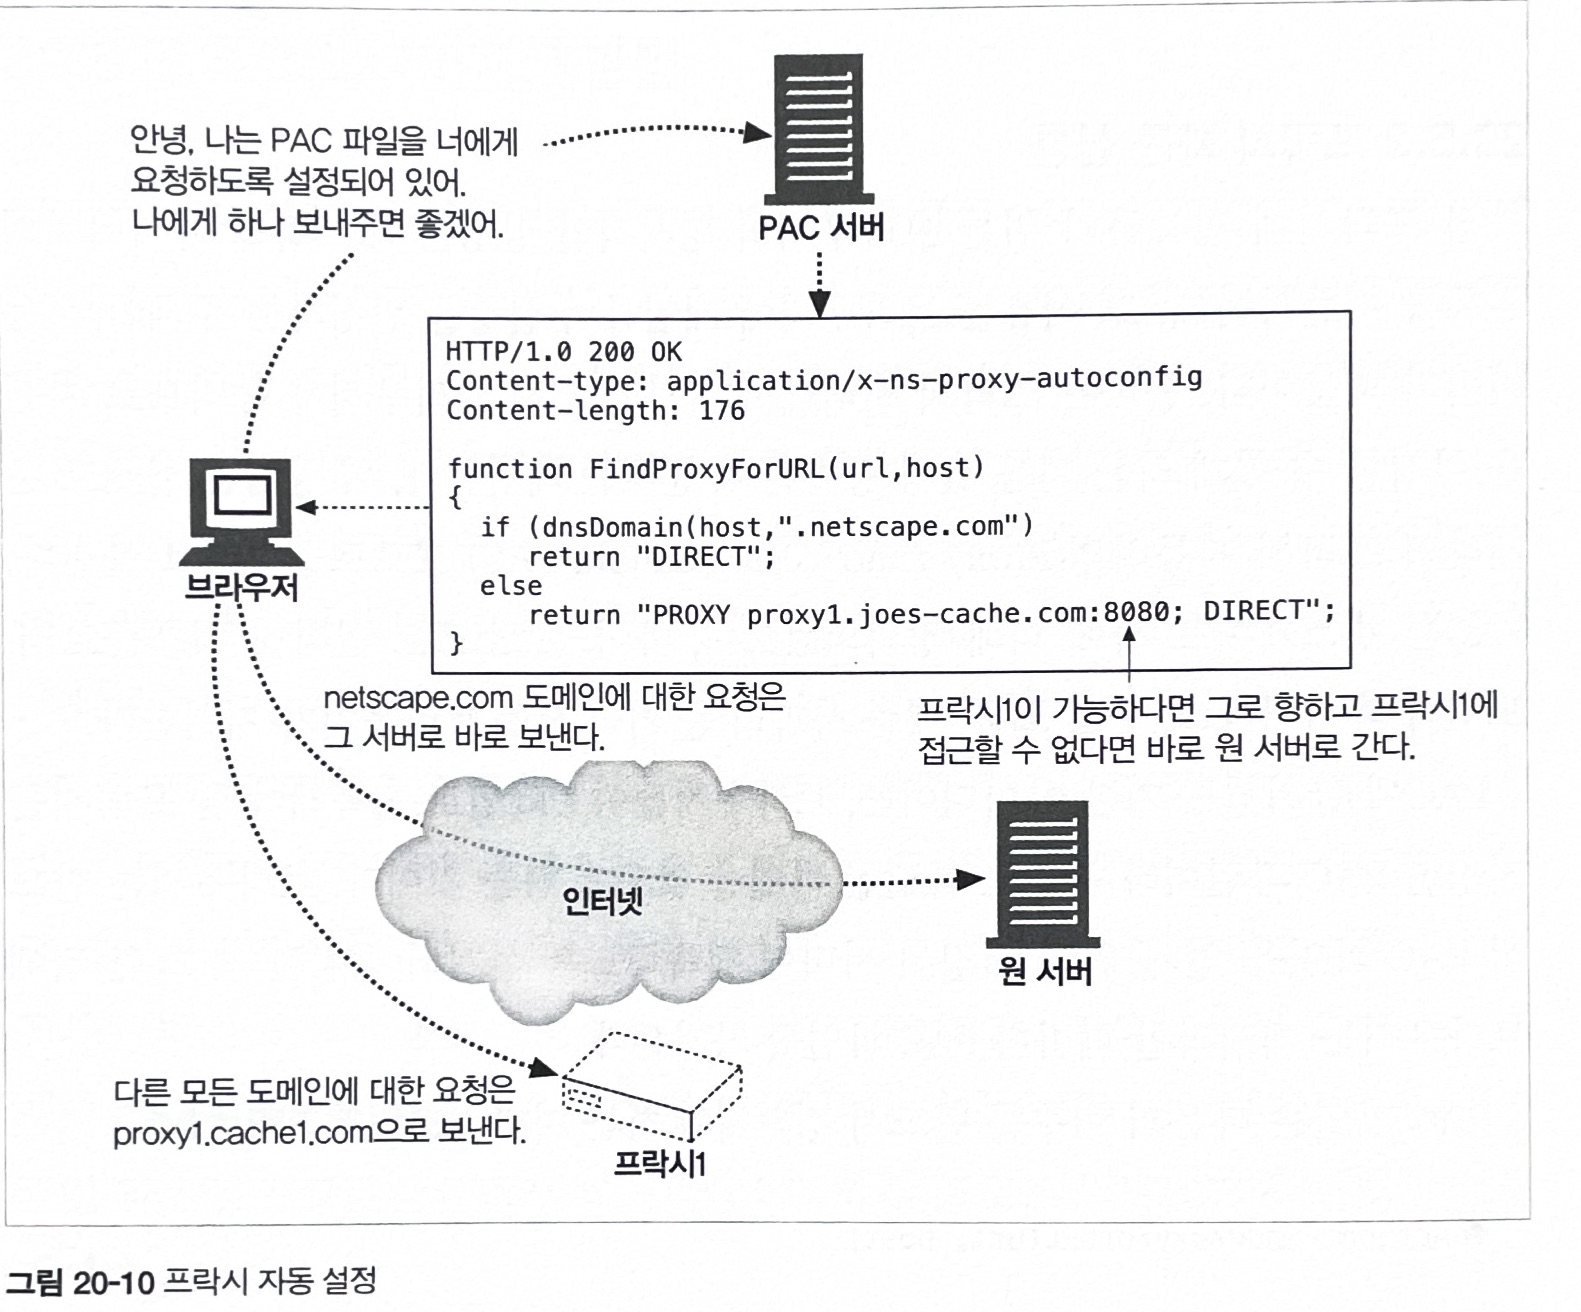 안녕, 나는 PAC 파일을 너에게
요청하도록 설정되어 있어.
나에게 하나 보내주면 좋겠어.
PAC 서버
HTTP/1.0 200 OK
Content-type: application/x-ns-proxy-autoconfig
Content-length: 176
function FindProxyForURL(url,host)
{
if (dnsDomain(host,".netscape.com")
return "DIRECT";
else
return "PROXY proxy1.joes-cache.com:8080; DIRECT";
}
브라우저
netscape.com 도메인에 대한 요청은
그 서버로 바로 보낸다.
프락시1이 가능하다면 그로 향하고 프락시1에
접근할 수 없다면 바로 원 서버로 간다.
인터넷
원 서버
다른 모든 도메인에 대한 요청은
proxy1.cache1.com으로 보낸다.
프락시1
그림 20-10 프락시 자동 설정